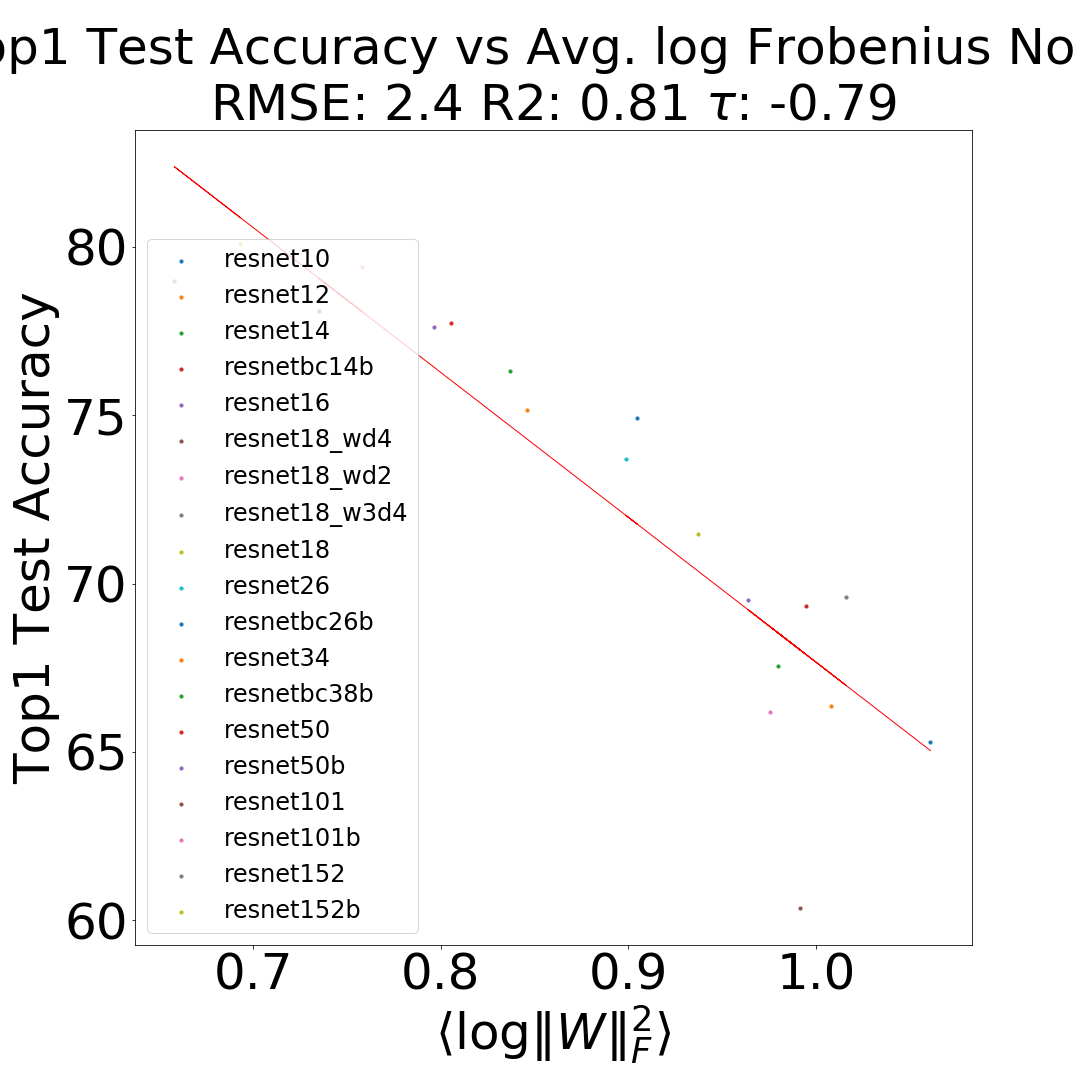 op1 Test Accuracy vs Avg. log Frobenius No
RMSE: 2.4 R2: 0.81 τ: -0.79
Top1 Test Accuracy
80
75
70
65
60
resnet10
resnet12
resnet14
resnetbc14b
resnet16
resnet18_wd4
resnet18_wd2
resnet18_w3d4
resnet18
resnet26
resnetbc26b
resnet34
resnetbc38b
resnet50
resnet50b
resnet101
resnet101b
resnet152
resnet152b
0.7 0.8 0.9 1.0
⟨log‖W‖²_F⟩